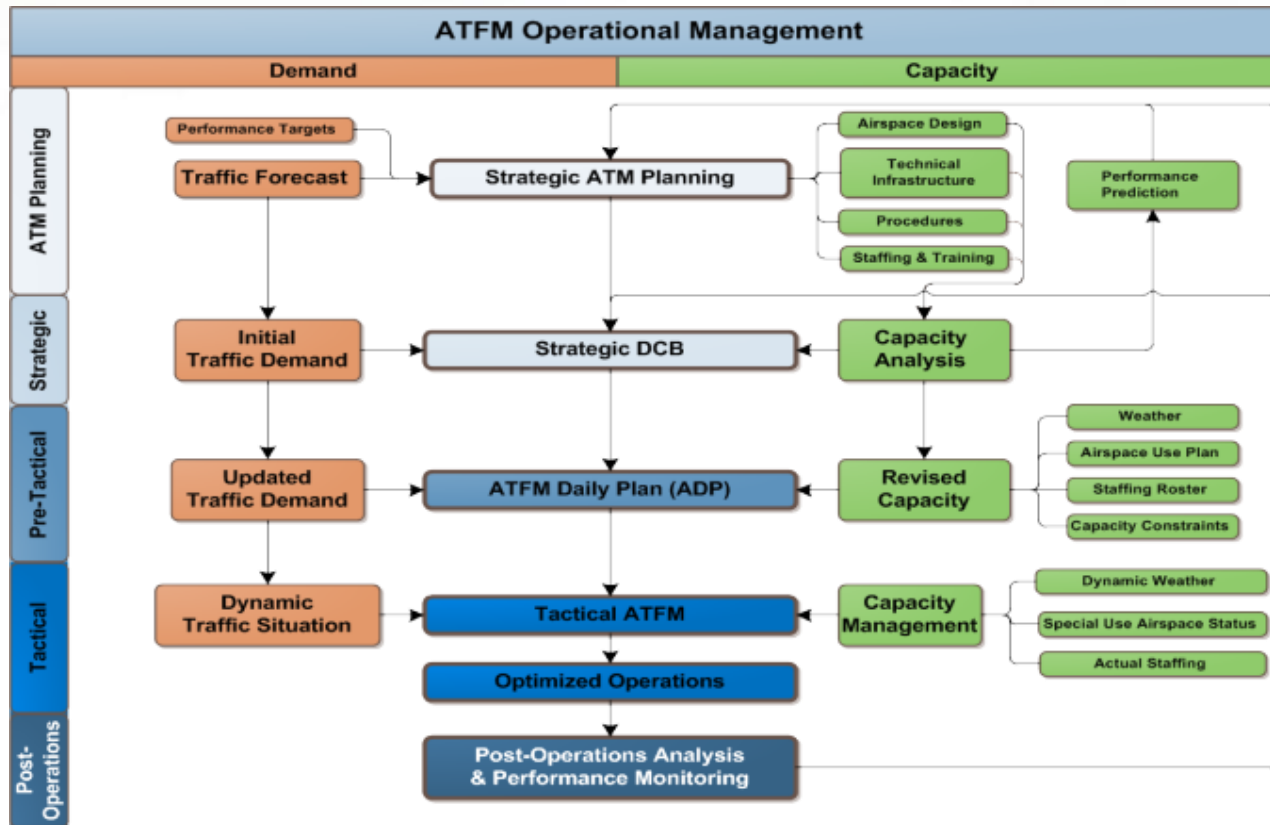 ATFM Operational Management
Demand
Capacity
ATM Planning
Performance Targets
Traffic Forecast
Strategic ATM Planning
Airspace Design
Technical
Infrastructure
Procedures
Staffing & Training
Performance
Prediction
Strategic
Initial
Traffic Demand
Strategic DCB
Capacity
Analysis
Pre-Tactical
Updated
Traffic Demand
ATFM Daily Plan (ADP)
Revised
Capacity
Weather
Airspace Use Plan
Staffing Roster
Capacity Constraints
Tactical
Dynamic
Traffic Situation
Tactical ATFM
Capacity
Management
Dynamic Weather
Special Use Airspace Status
Actual Staffing
Optimized Operations
Post-
Operations
Post-Operations Analysis
& Performance Monitoring